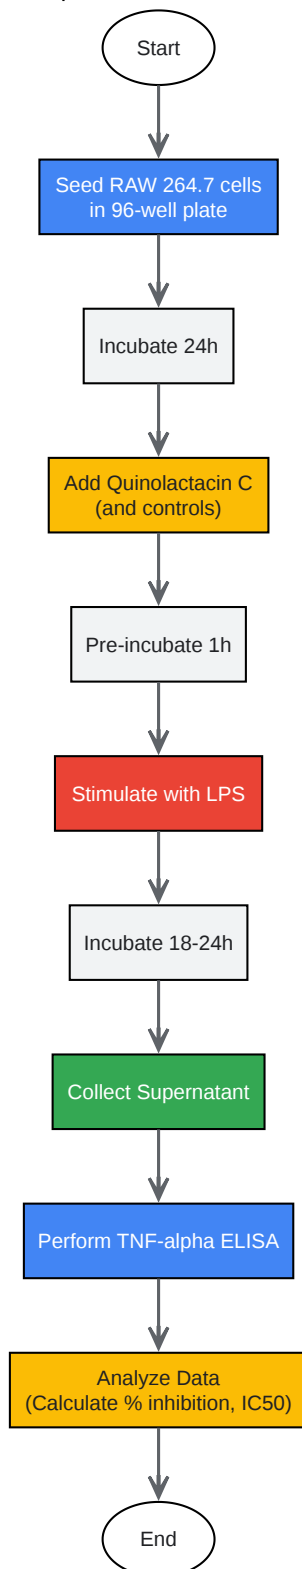 Start
Seed RAW 264.7 cells
in 96-well plate
Incubate 24h
Add Quinolactacin C
(and controls)
Pre-incubate 1h
Stimulate with LPS
Incubate 18-24h
Collect Supernatant
Perform TNF-alpha ELISA
Analyze Data
(Calculate % inhibition, IC50)
End